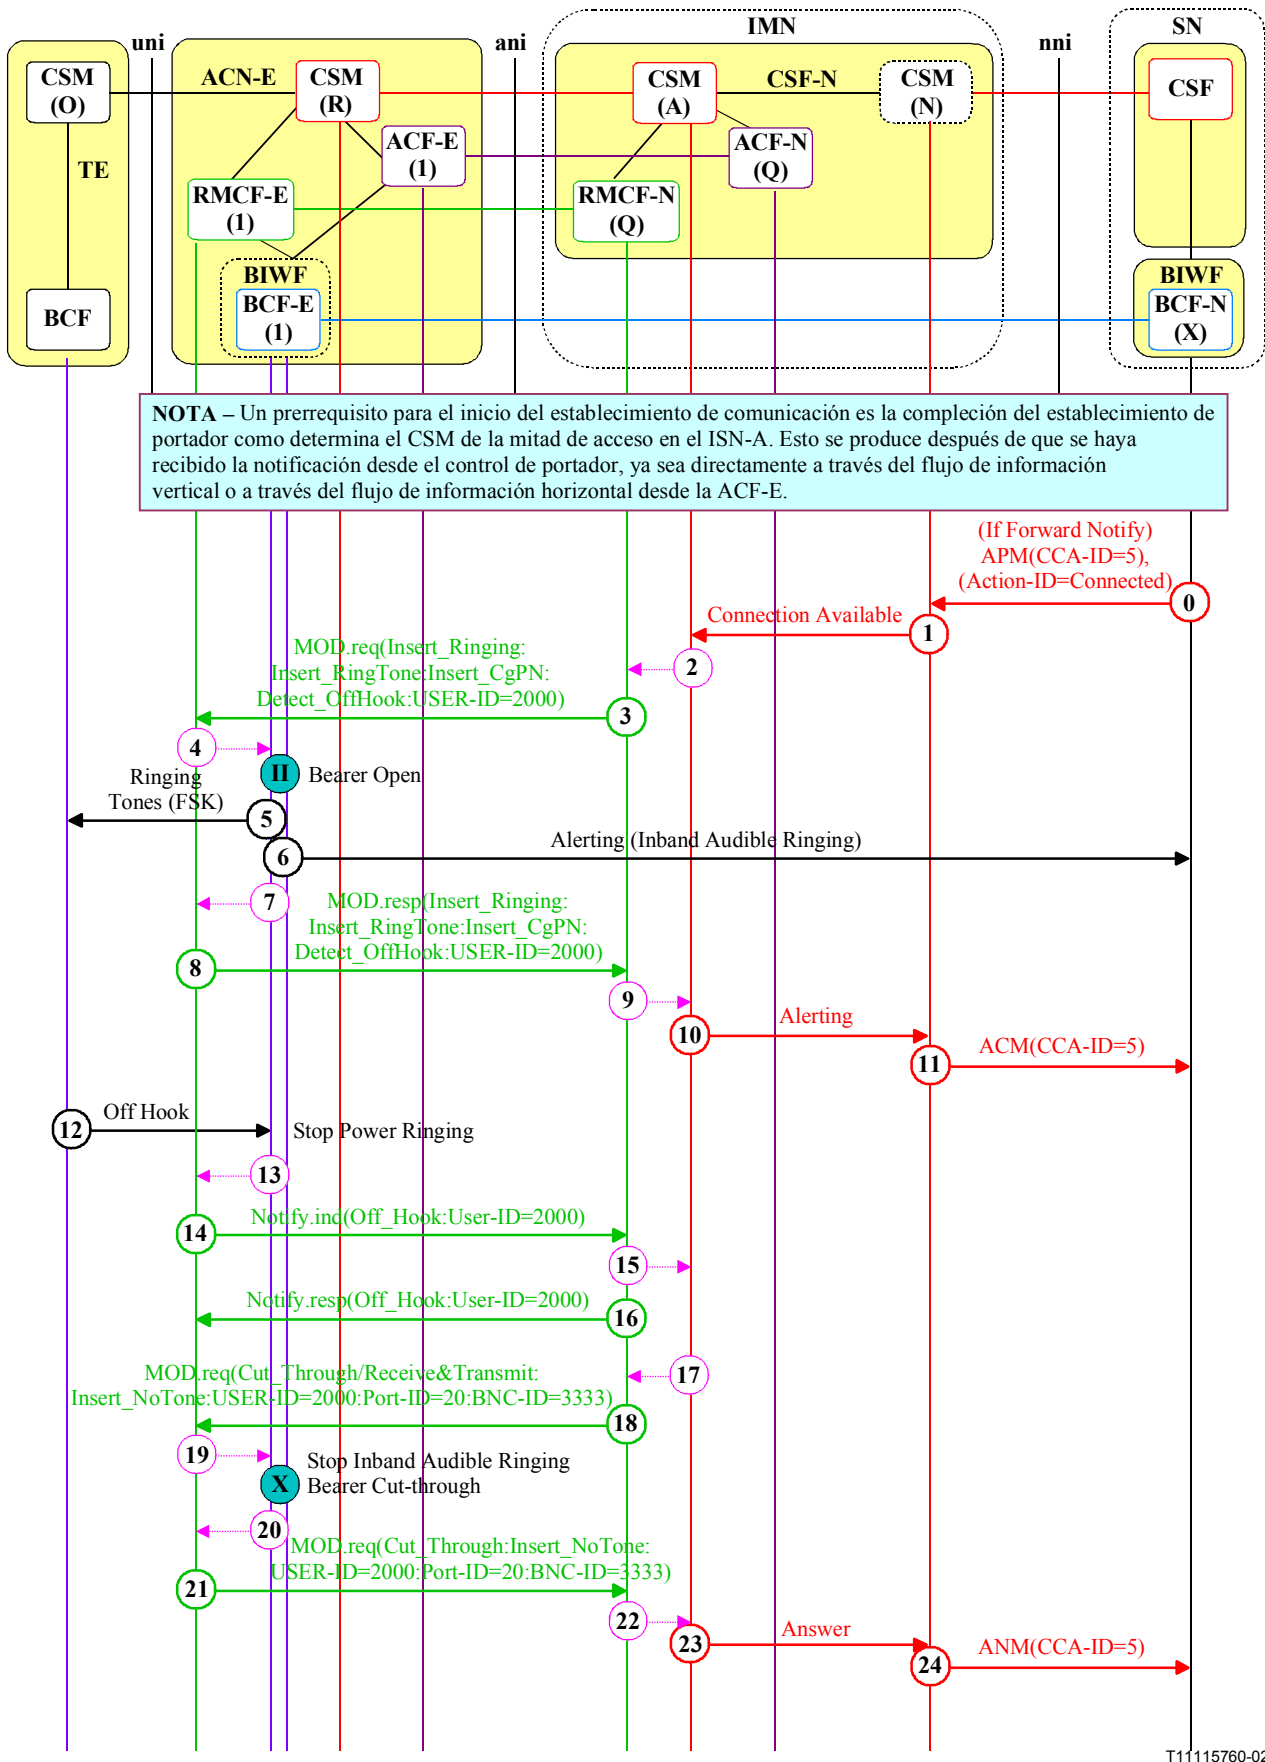 IMN
SN
uni
ani
nni
CSM
(O)
ACN-E
CSM
(R)
CSM
(A)
CSF-N
CSM
(N)
CSF
TE
ACF-E
(1)
ACF-N
(Q)
RMCF-E
(1)
RMCF-N
(Q)
BIWF
BIWF
BCF
BCF-E
(1)
BCF-N
(X)
NOTA – Un prerrequisito para el inicio del establecimiento de comunicación es la compleción del establecimiento de
portador como determina el CSM de la mitad de acceso en el ISN-A. Esto se produce después de que se haya
recibido la notificación desde el control de portador, ya sea directamente a través del flujo de información
vertical o a través del flujo de información horizontal desde la ACF-E.
(If Forward Notify)
APM(CCA-ID=5),
(Action-ID=Connected)
0
Connection Available
1
MOD.req(Insert_Ringing:
Insert_RingTone:Insert_CgPN:
Detect_OffHook:USER-ID=2000)
2
3
4
II
Bearer Open
Ringing
Tones (FSK)
5
Alerting (Inband Audible Ringing)
6
7
MOD.resp(Insert_Ringing:
Insert_RingTone:Insert_CgPN:
Detect_OffHook:USER-ID=2000)
8
9
10
Alerting
11
ACM(CCA-ID=5)
12
Off Hook
Stop Power Ringing
13
14
Notify.ind(Off_Hook:User-ID=2000)
15
Notify.resp(Off_Hook:User-ID=2000)
16
17
MOD.req(Cut_Through/Receive&Transmit:
Insert_NoTone:USER-ID=2000:Port-ID=20:BNC-ID=3333)
18
19
Stop Inband Audible Ringing
X
Bearer Cut-through
20
MOD.req(Cut_Through:Insert_NoTone:
USER-ID=2000:Port-ID=20:BNC-ID=3333)
21
22
23
Answer
24
ANM(CCA-ID=5)
T11115760-02